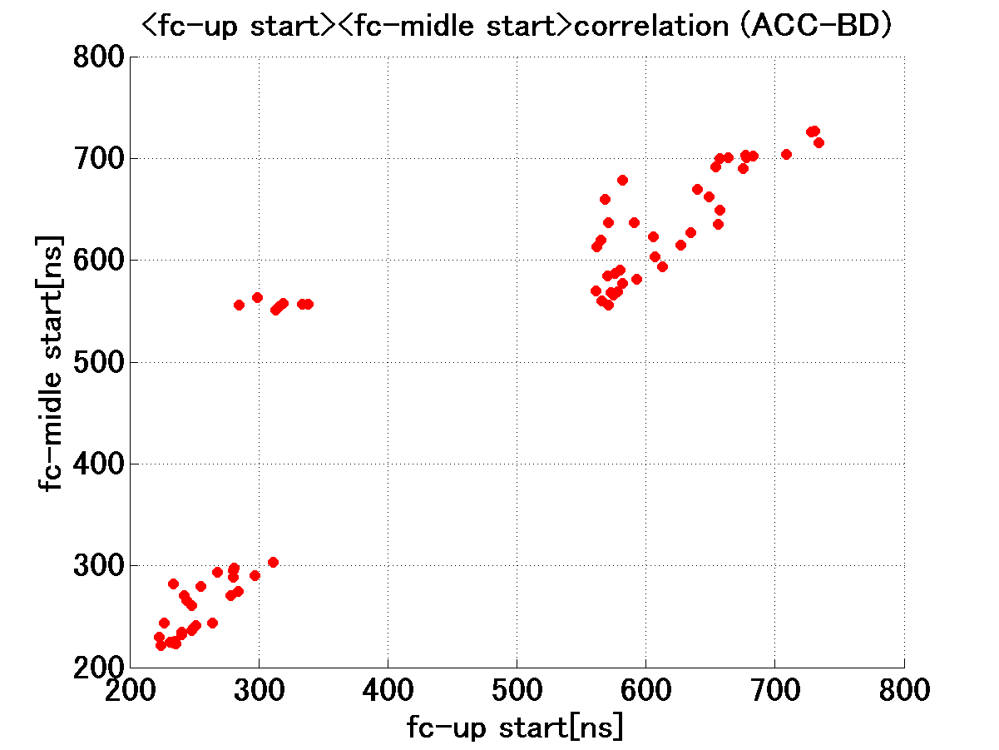 <fc-up start><fc-midle start>correlation (ACC-BD)
800
700
600
500
400
300
200
fc-midle start[ns]
200 300 400 500 600 700 800
fc-up start[ns]